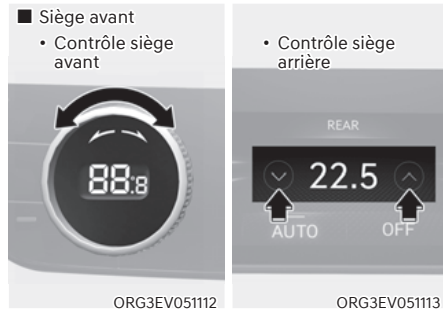 ■ Siège avant
• Contrôle siège
avant
88:8
ORG3EV051112
• Contrôle siège
arrière
REAR
22.5
AUTO OFF
ORG3EV051113